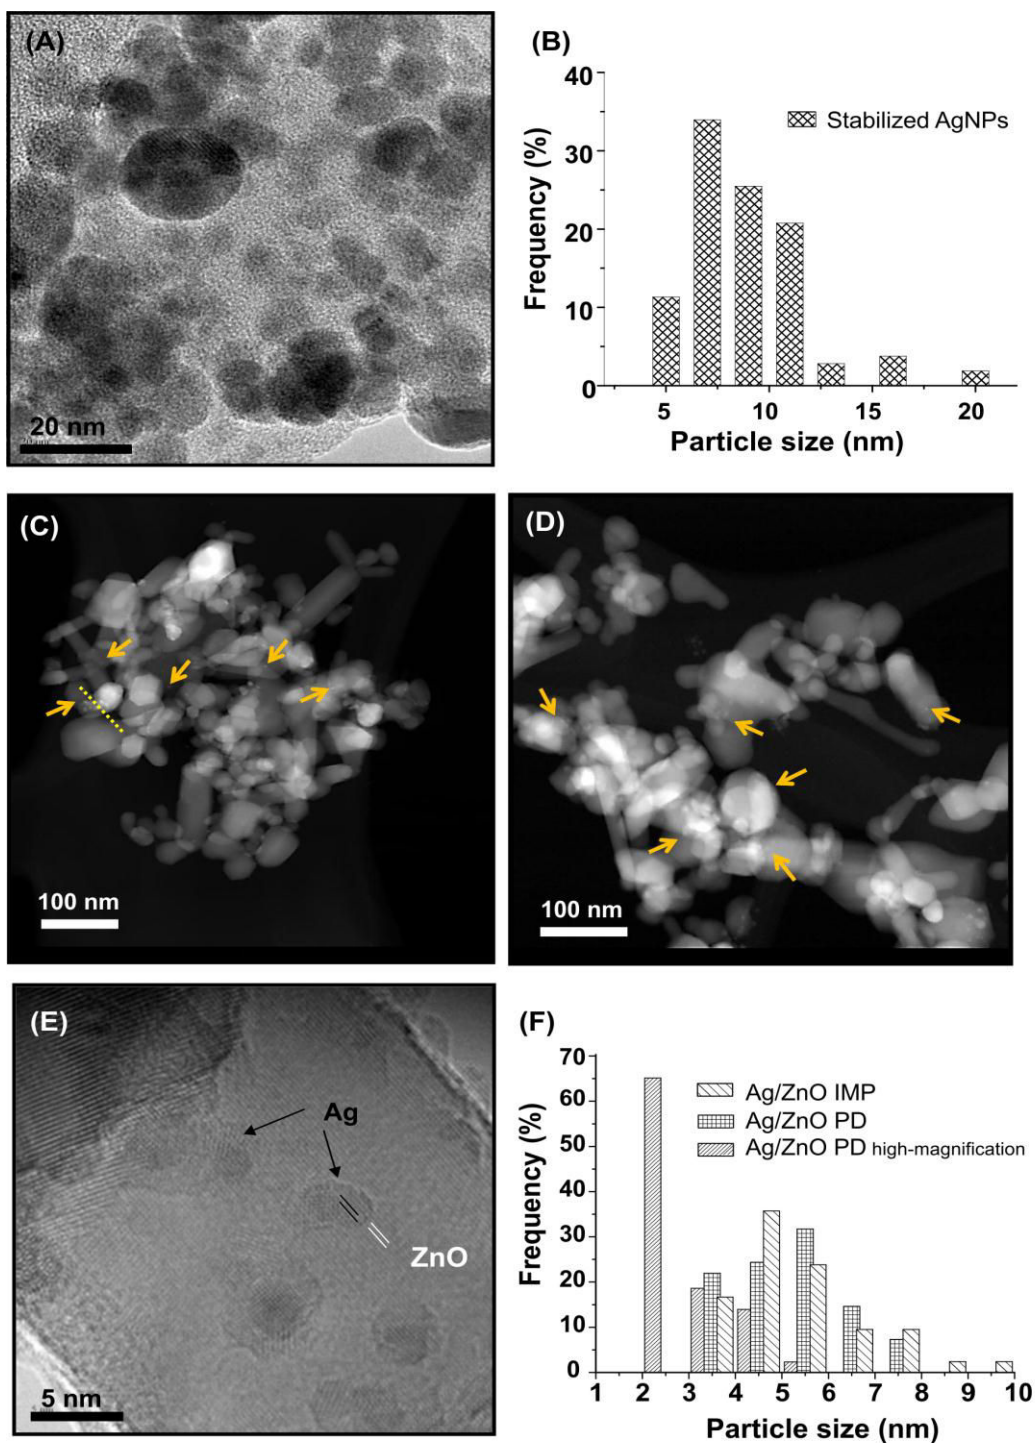 (A)
20 nm
(B)
40
30
20
10
0
Frequency (%)
Stabilized AgNPs
5
10
15
20
Particle size (nm)
(C)
100 nm
(D)
100 nm
(E)
Ag
ZnO
5 nm
(F)
70
60
50
40
30
20
10
0
Frequency (%)
Ag/ZnO IMP
Ag/ZnO PD
Ag/ZnO PD high-magnification
1 2 3 4 5 6 7 8 9 10
Particle size (nm)